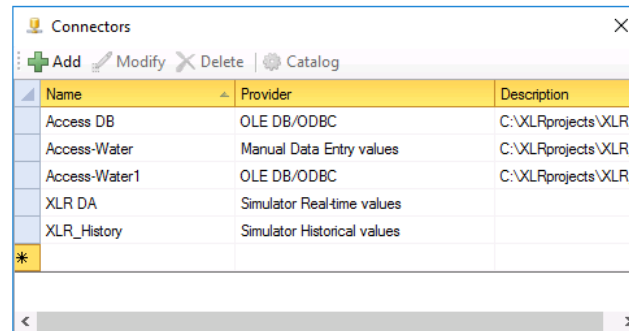 Connectors
Add Modify Delete Catalog
Name Provider Description
Access DB OLE DB/ODBC C:\XLRprojects\XLR
Access-Water Manual Data Entry values C:\XLRprojects\XLR
Access-Water1 OLE DB/ODBC C:\XLRprojects\XLR
XLR DA Simulator Real-time values
XLR_History Simulator Historical values